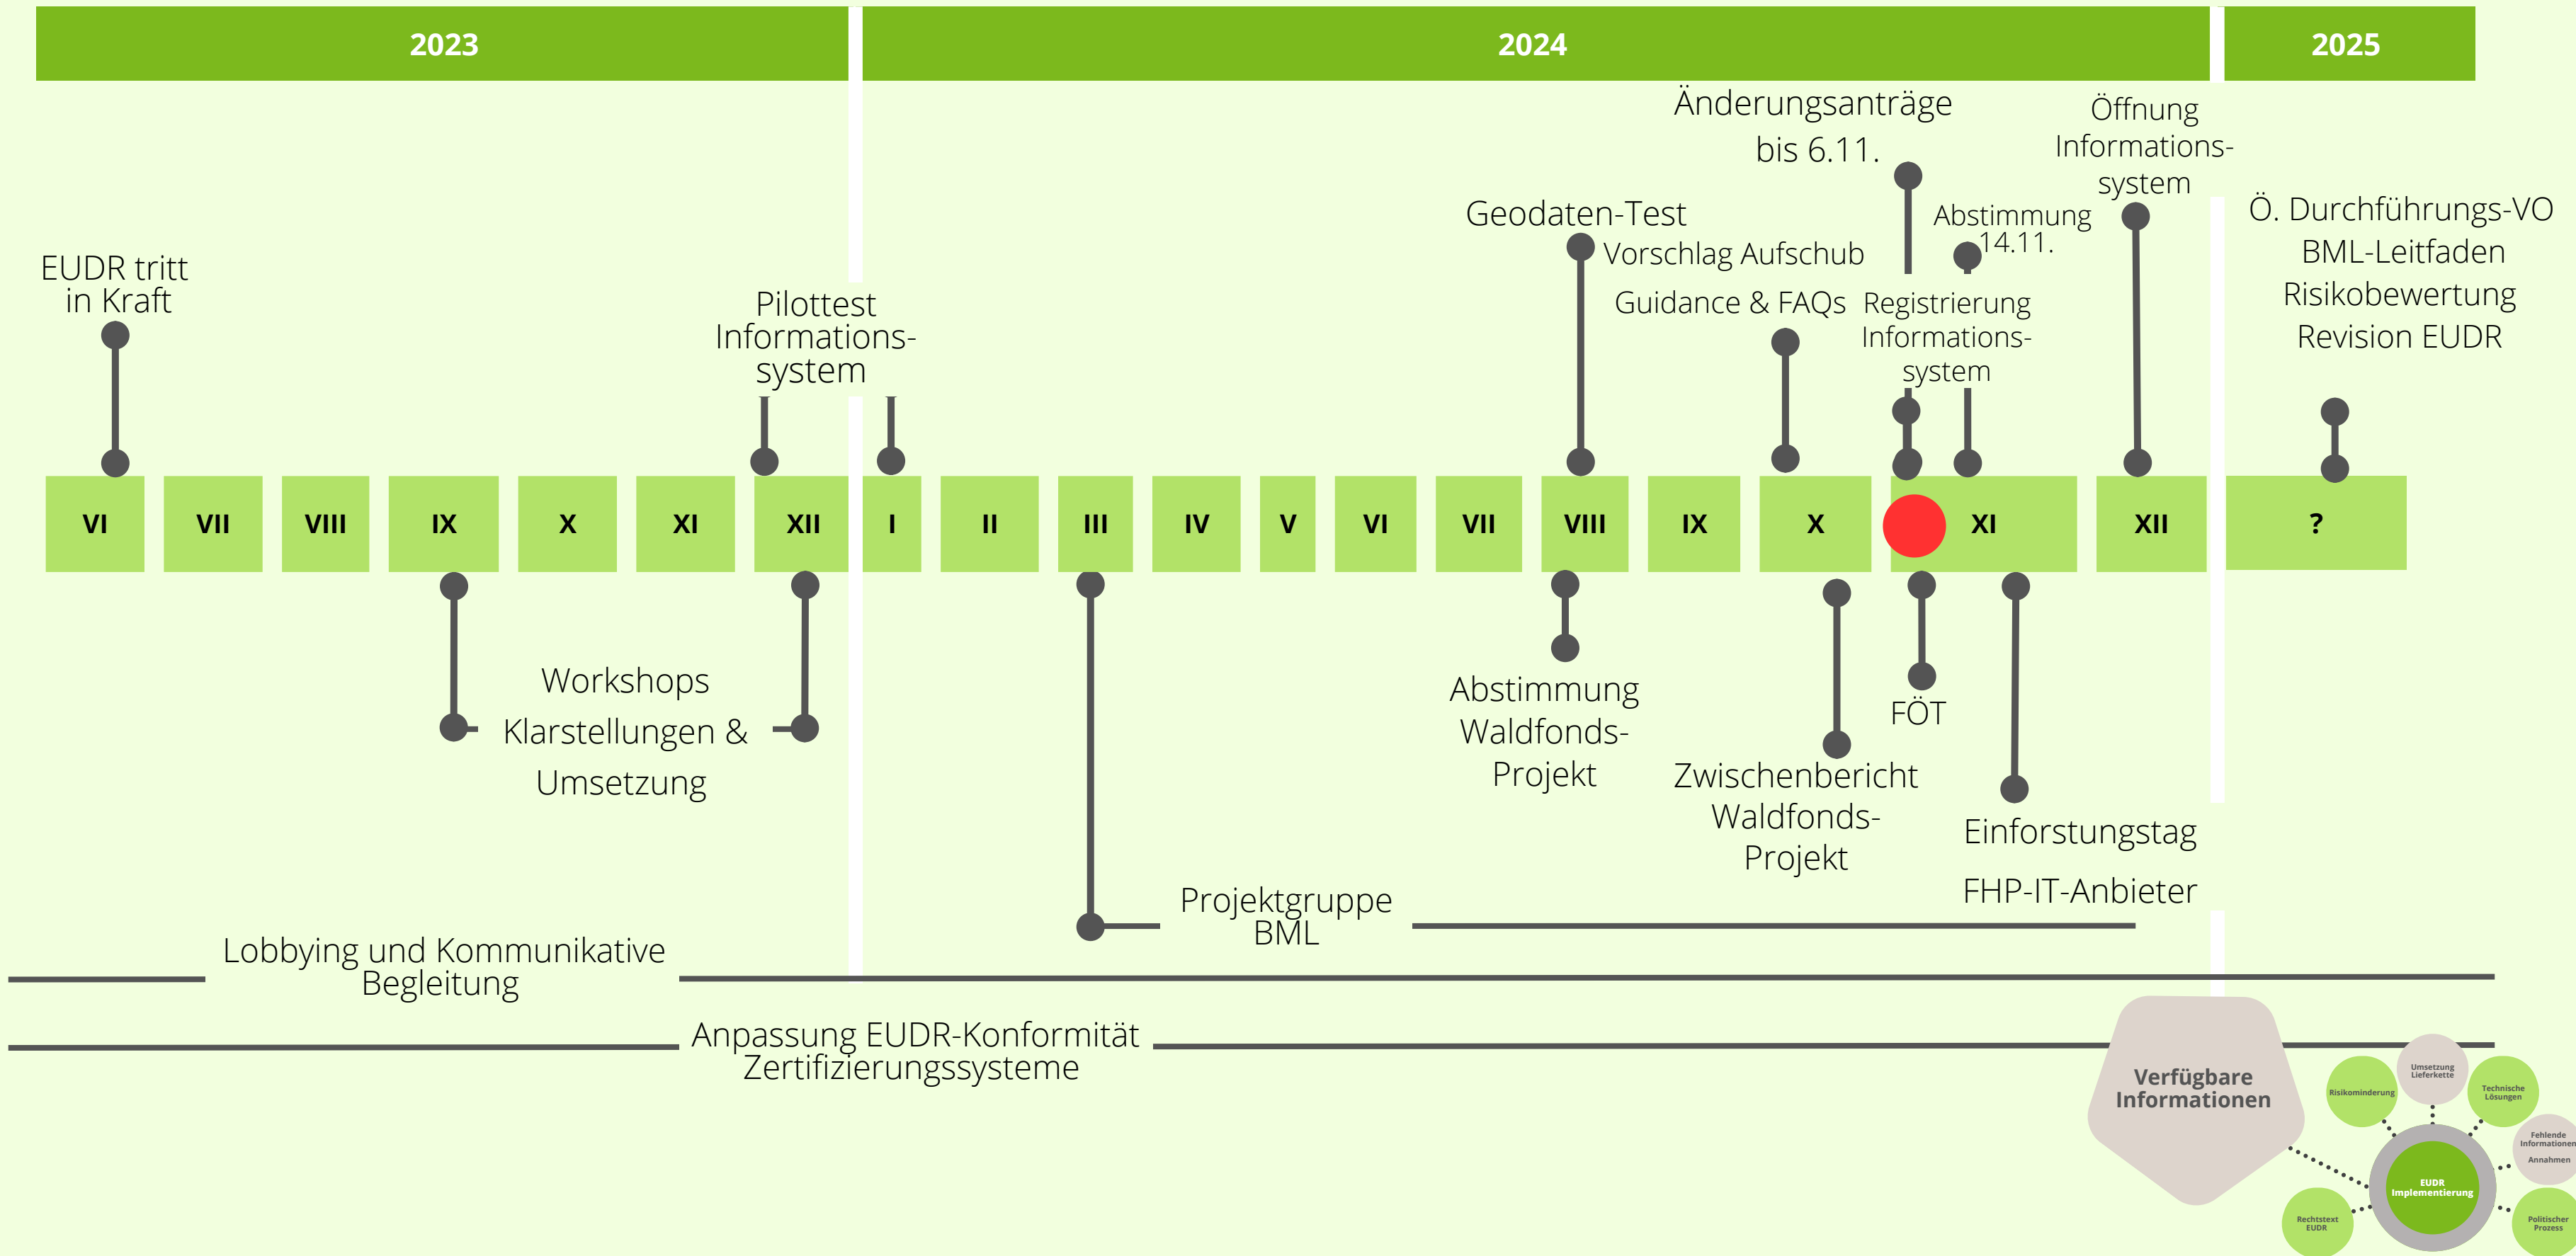 2023
2024
2025
Änderungsanträge
bis 6.11.
Öffnung
Informations-
system
Geodaten-Test
Abstimmung
14.11.
Ö. Durchführungs-VO
BML-Leitfaden
Risikobewertung
Revision EUDR
Vorschlag Aufschub
Guidance & FAQs
EUDR tritt
in Kraft
Pilottest
Informations-
system
Registrierung
Informations-
system
VI
VII
VIII
IX
X
XI
XII
I
II
III
IV
V
VI
VII
VIII
IX
X
XI
XII
?
Workshops
Klarstellungen &
Umsetzung
Abstimmung
Waldfonds-
Projekt
FÖT
Zwischenbericht
Waldfonds-
Projekt
Einforstungstag
FHP-IT-Anbieter
Projektgruppe
BML
Lobbying und Kommunikative
Begleitung
Anpassung EUDR-Konformität
Zertifizierungssysteme
Verfügbare
Informationen
Risikominderung
Umsetzung
Lieferkette
Technische
Lösungen
Fehlende
Informationen
Annahmen
EUDR
Implementierung
Rechtstext
EUDR
Politischer
Prozess